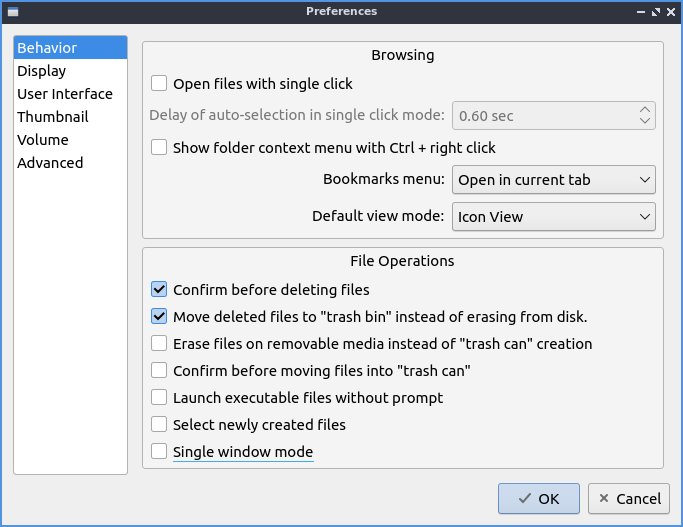 Preferences
Behavior
Display
User Interface
Thumbnail
Volume
Advanced
Browsing
Open files with single click
Delay of auto-selection in single click mode: 0.60 sec
Show folder context menu with Ctrl + right click
Bookmarks menu: Open in current tab
Default view mode: Icon View
File Operations
Confirm before deleting files
Move deleted files to "trash bin" instead of erasing from disk.
Erase files on removable media instead of "trash can" creation
Confirm before moving files into "trash can"
Launch executable files without prompt
Select newly created files
Single window mode
OK Cancel